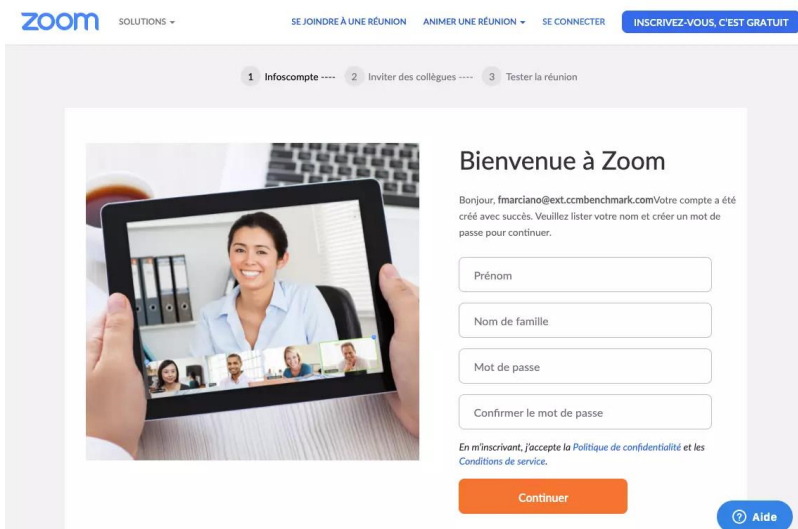 zoom SOLUTIONS SE JOINDRE À UNE RÉUNION ANIMER UNE RÉUNION SE CONNECTER INSCRIVEZ-VOUS, C'EST GRATUIT
1 Infoscompte ---- 2 Inviter des collègues ---- 3 Tester la réunion
Bienvenue à Zoom
Bonjour, fmarciano@ext.ccmbenchmark.comVotre compte a été
créé avec succès. Veuillez lister votre nom et créer un mot de
passe pour continuer.
Prénom
Nom de famille
Mot de passe
Confirmer le mot de passe
En m'inscrivant, j'accepte la Politique de confidentialité et les
Conditions de service.
Continuer
Aide